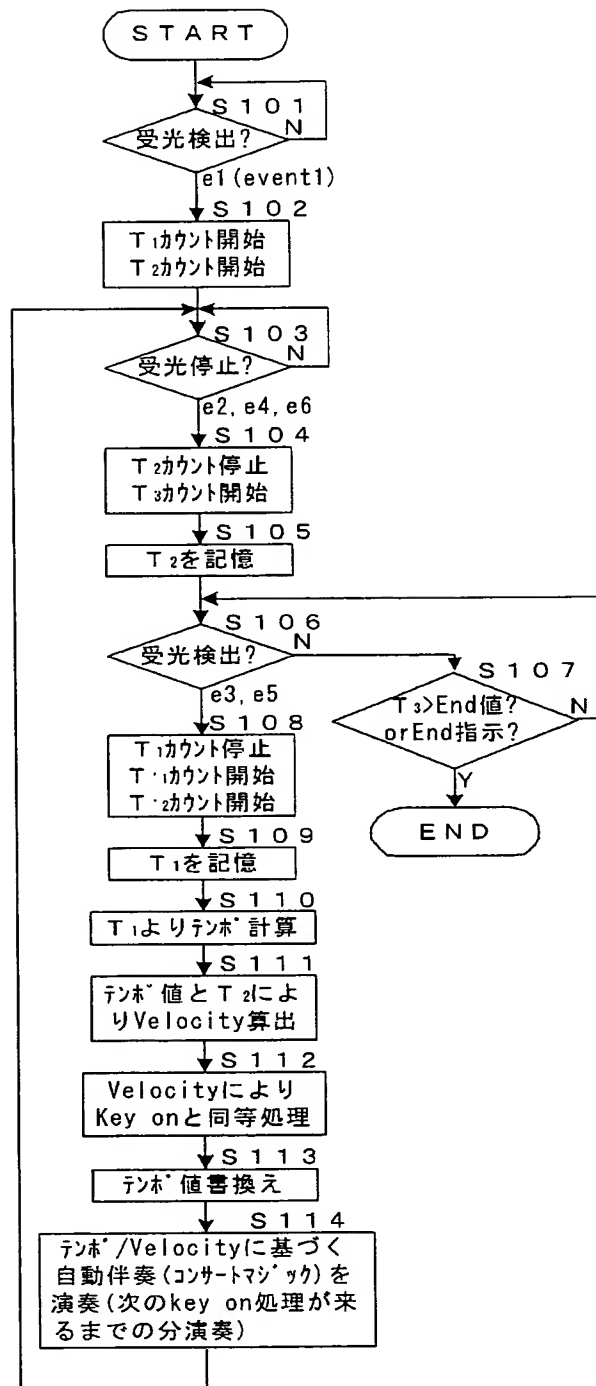 START
S101
受光検出?
N
e1(event1)
S102
T₁カウント開始
T₂カウント開始
S103
受光停止?
N
e2, e4, e6
S104
T₂カウント停止
T₃カウント開始
S105
T₂を記憶
S106
受光検出?
N
e3, e5
S107
T₃>End値?
orEnd指示?
N
Y
END
S108
T₁カウント停止
T'₁カウント開始
T'₂カウント開始
S109
T₁を記憶
S110
T₁よりテンポ計算
S111
テンポ値とT₂によ
りVelocity算出
S112
Velocityにより
Key onと同等処理
S113
テンポ値書換え
S114
テンポ/Velocityに基づく
自動伴奏(コンサートマジック)を
演奏(次のkey on処理が来
るまでの分演奏)